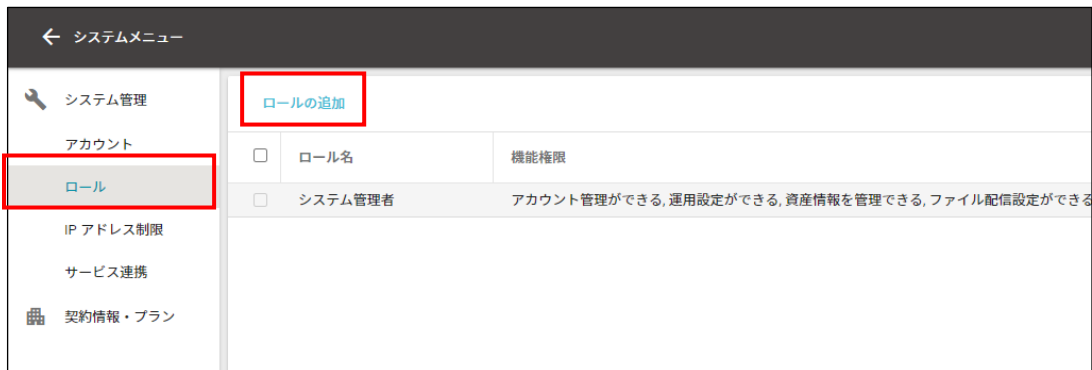 システムメニュー
システム管理
アカウント
ロール
IP アドレス制限
サービス連携
契約情報・プラン
ロールの追加
ロール名 機能権限
システム管理者 アカウント管理ができる, 運用設定ができる, 資産情報を管理できる, ファイル配信設定ができる